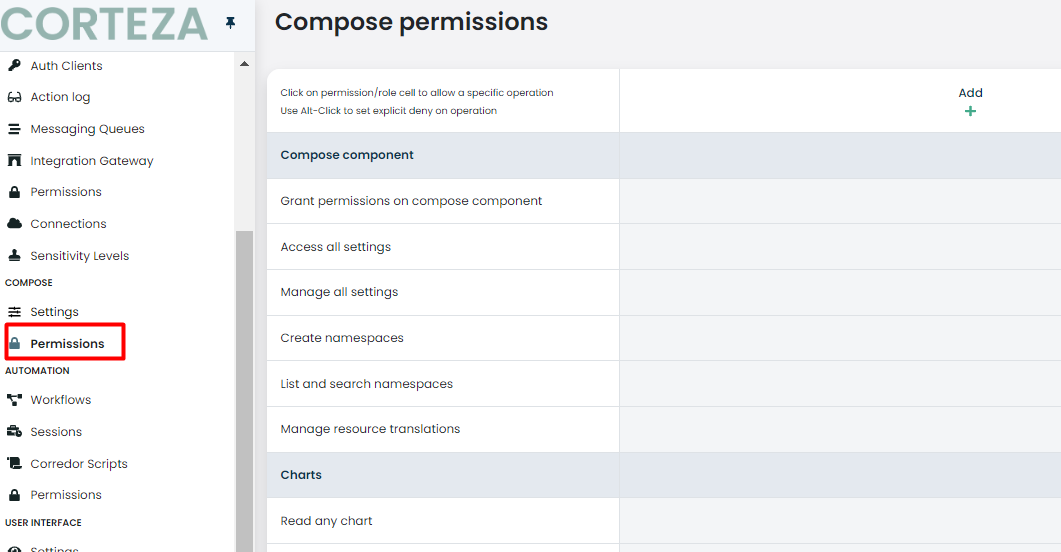 CORTEZA
Auth Clients
Action log
Messaging Queues
Integration Gateway
Permissions
Connections
Sensitivity Levels
COMPOSE
Settings
Permissions
AUTOMATION
Workflows
Sessions
Corredor Scripts
Permissions
USER INTERFACE
Settings
Compose permissions
Click on permission/role cell to allow a specific operation
Use Alt-Click to set explicit deny on operation
Add
Compose component
Grant permissions on compose component
Access all settings
Manage all settings
Create namespaces
List and search namespaces
Manage resource translations
Charts
Read any chart